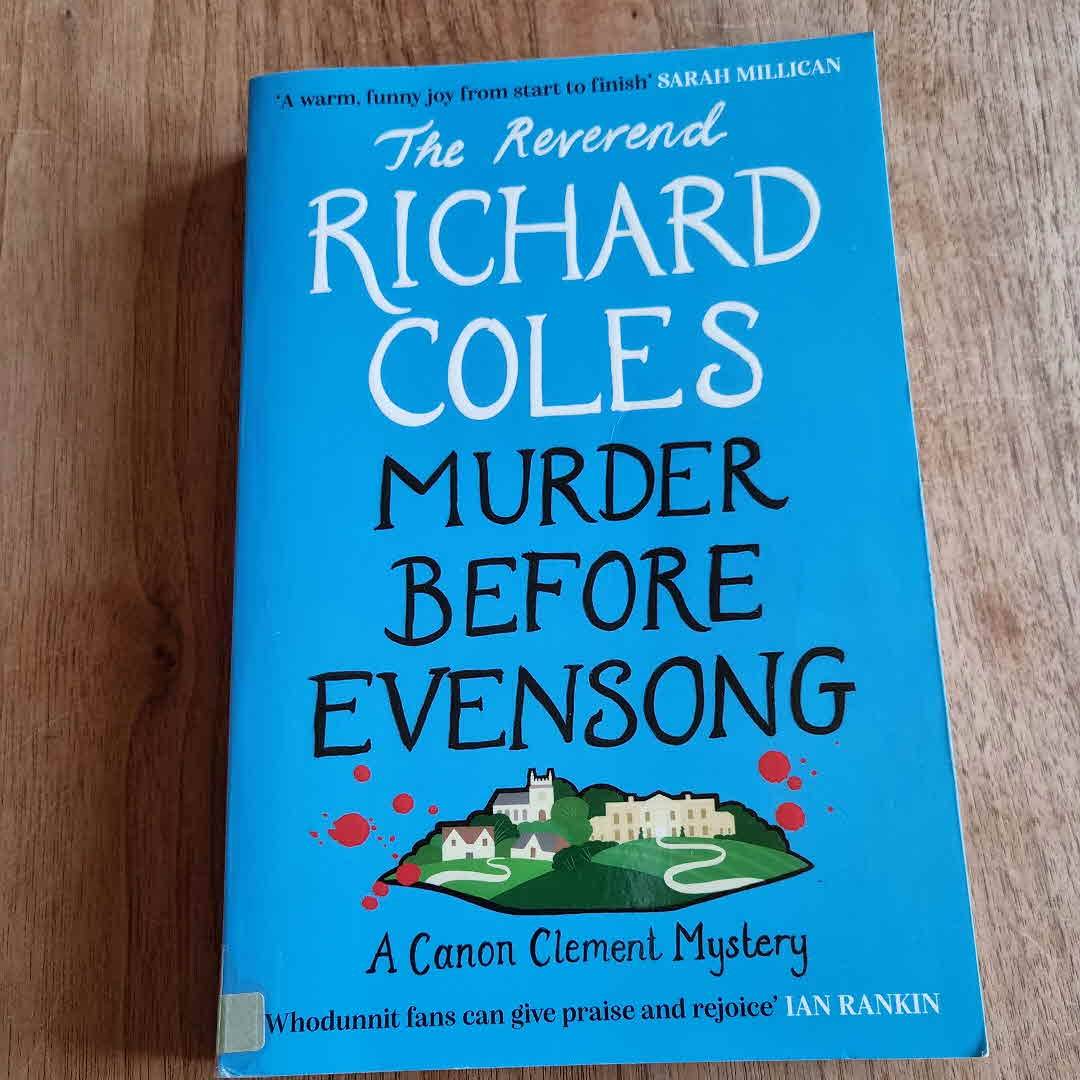 ‘A warm, funny joy from start to finish’ SARAH MILLICAN
The Reverend
RICHARD
COLES
MURDER
BEFORE
EVENSONG
A Canon Clement Mystery
Whodunnit fans can give praise and rejoice’ IAN RANKIN